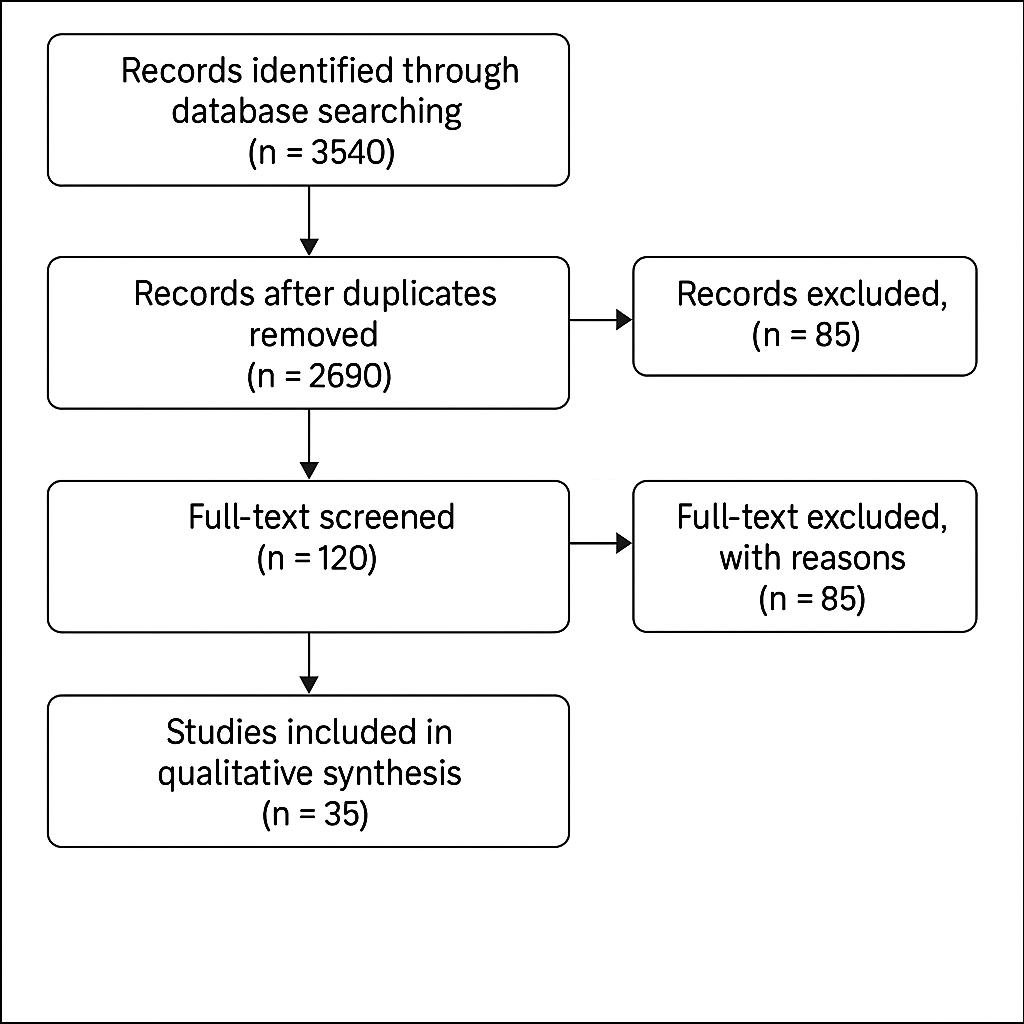 Records identified through
database searching
(n = 3540)
Records after duplicates
removed
(n = 2690)
Records excluded,
(n = 85)
Full-text screened
(n = 120)
Full-text excluded,
with reasons
(n = 85)
Studies included in
qualitative synthesis
(n = 35)